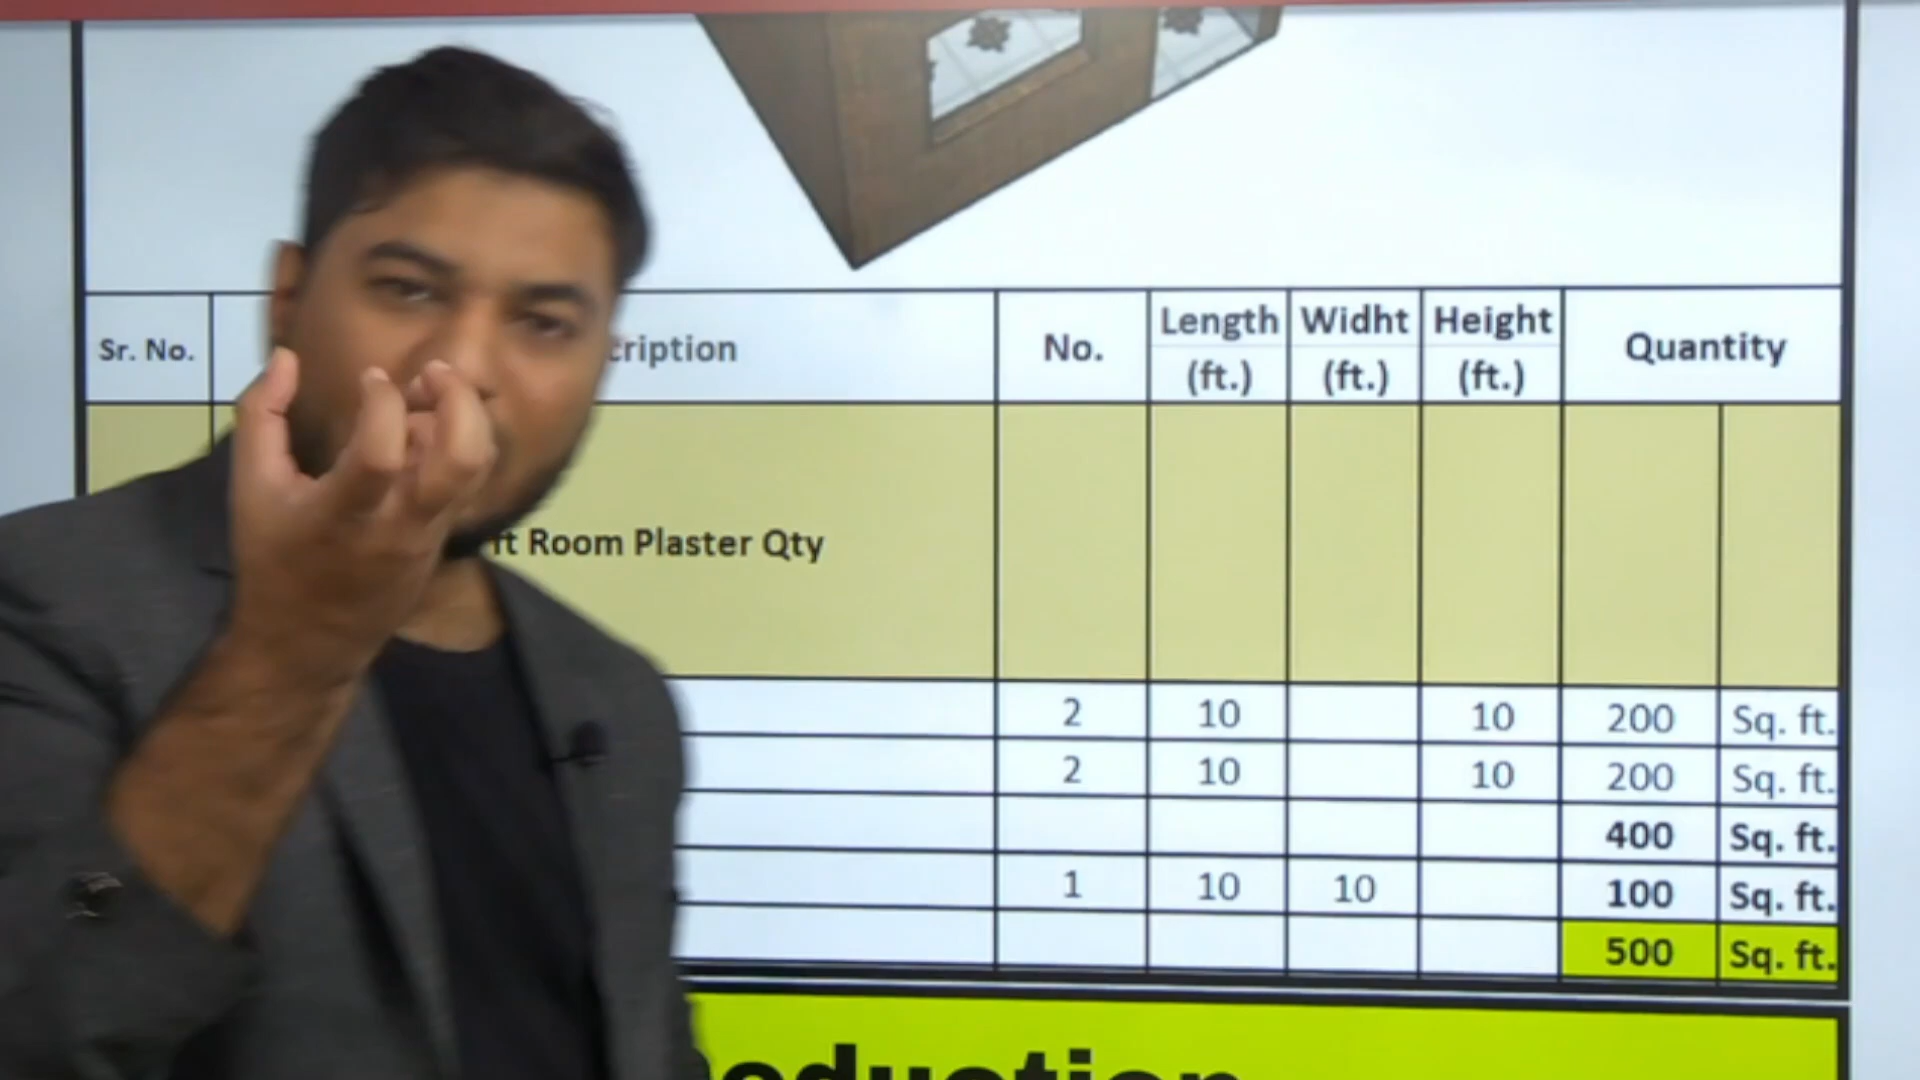 Sr. No. cription No. Length (ft.) Widht (ft.) Height (ft.) Quantity
ft Room Plaster Qty
2 10 10 200 Sq. ft.
2 10 10 200 Sq. ft.
400 Sq. ft.
1 10 10 100 Sq. ft.
500 Sq. ft.
eduction